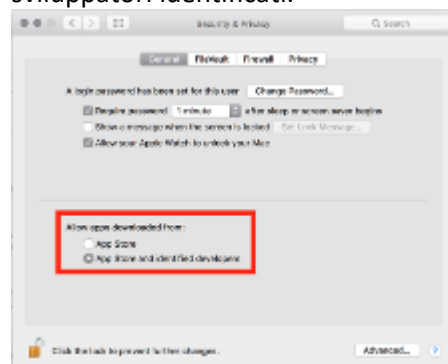 sviluppatori identificati.
Security & Privacy
Search
General FileVault Firewall Privacy
A login password has been set for this user Change Password...
Require password 1 minute after sleep or screen saver begins
Show a message when the screen is locked Set Lock Message...
Allow your Apple Watch to unlock your Mac
Allow apps downloaded from:
App Store
App Store and identified developers
Click the lock to prevent further changes.
Advanced...
?